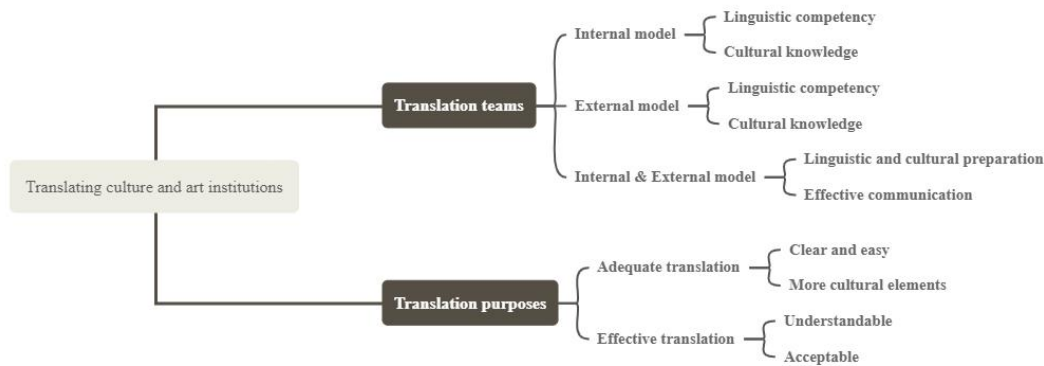 Translating culture and art institutions
Translation teams
Internal model
Linguistic competency
Cultural knowledge
External model
Linguistic competency
Cultural knowledge
Internal & External model
Linguistic and cultural preparation
Effective communication
Translation purposes
Adequate translation
Clear and easy
More cultural elements
Effective translation
Understandable
Acceptable